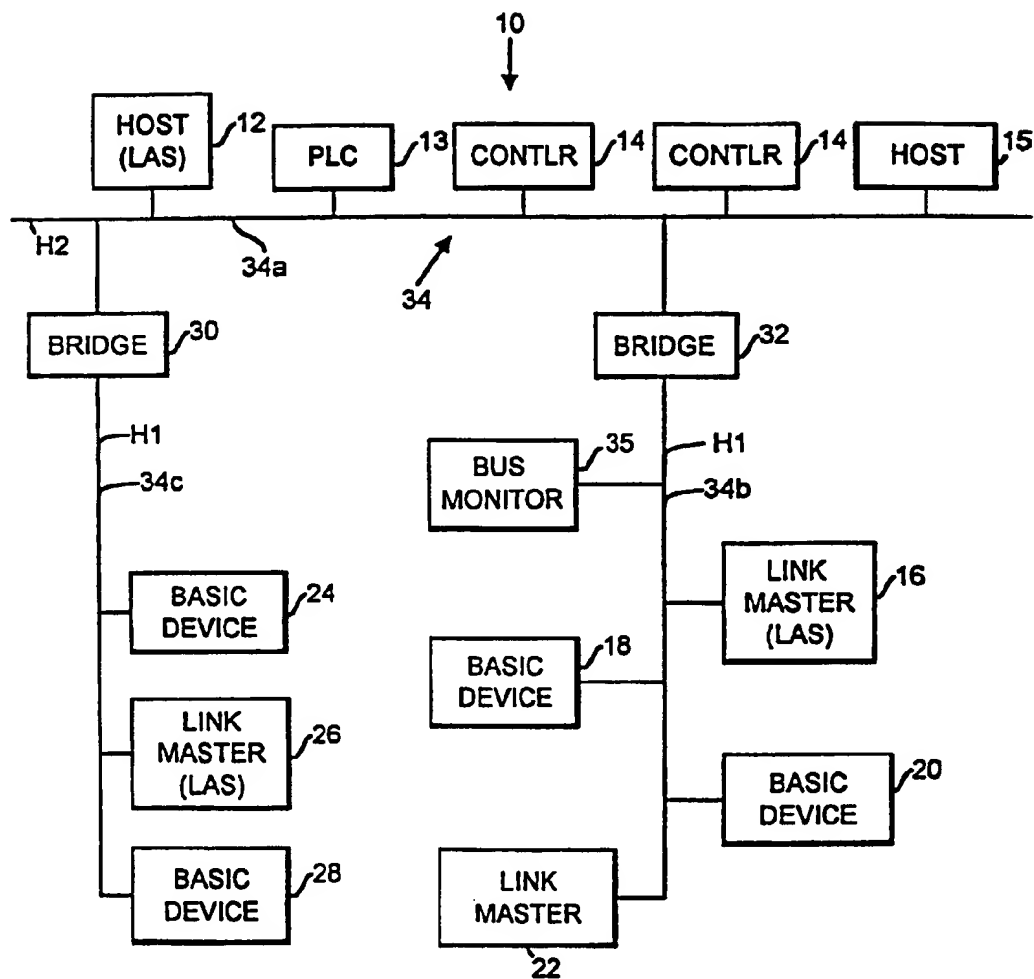 10
HOST
(LAS)
12
PLC
13
CONTLR
14
CONTLR
14
HOST
15
H2
34a
34
BRIDGE
30
BRIDGE
32
H1
34c
BUS
MONITOR
35
H1
34b
BASIC
DEVICE
24
LINK
MASTER
(LAS)
16
BASIC
DEVICE
18
LINK
MASTER
(LAS)
26
BASIC
DEVICE
20
BASIC
DEVICE
28
LINK
MASTER
22